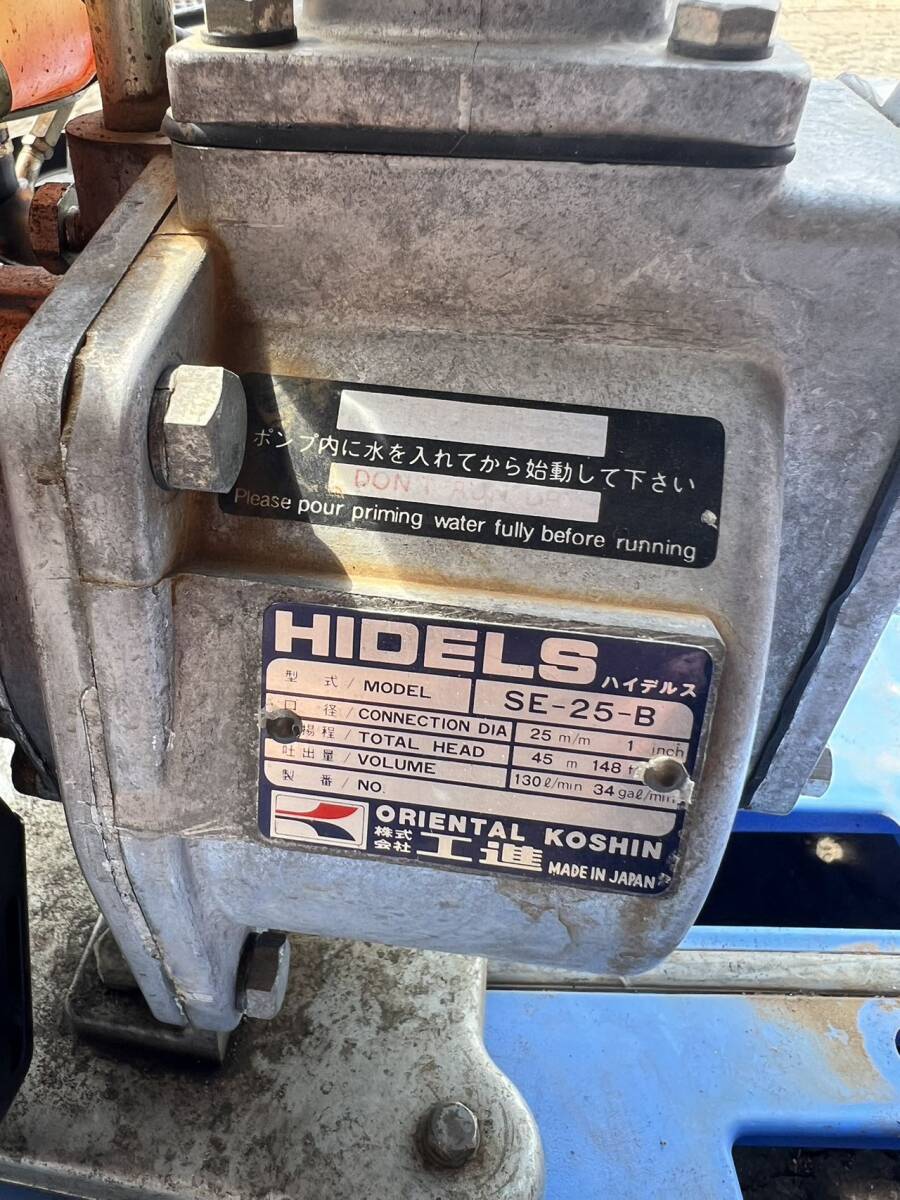 ポンプ内に水を入れてから始動して下さい
DON
Please pour priming water fully before running
HIDELS ハイデルス
型式/MODEL SE-25-B
口径/CONNECTION DIA 25 m/m 1 inch
揚程/TOTAL HEAD 45 m 148
吐出量/VOLUME 130ℓ/min 34 gal/min
製番/NO.
ORIENTAL KOSHIN
株式会社 工進 MADE IN JAPAN